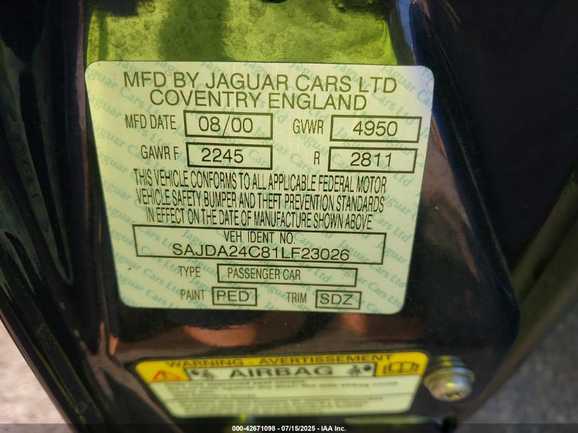 MFD BY JAGUAR CARS LTD
COVENTRY ENGLAND
MFD DATE 08/00 GVWR 4950
GAWR F 2245 R 2811
THIS VEHICLE CONFORMS TO ALL APPLICABLE FEDERAL MOTOR
VEHICLE SAFETY BUMPER AND THEFT PREVENTION STANDARDS
IN EFFECT ON THE DATE OF MANUFACTURE SHOWN ABOVE
VEH IDENT NO.
SAJDA24C81LF23026
TYPE PASSENGER CAR
PAINT PED TRIM SDZ
WARNING AVERTISSEMENT
AIRBAG
000-42671098 - 07/15/2025 - IAA Inc.